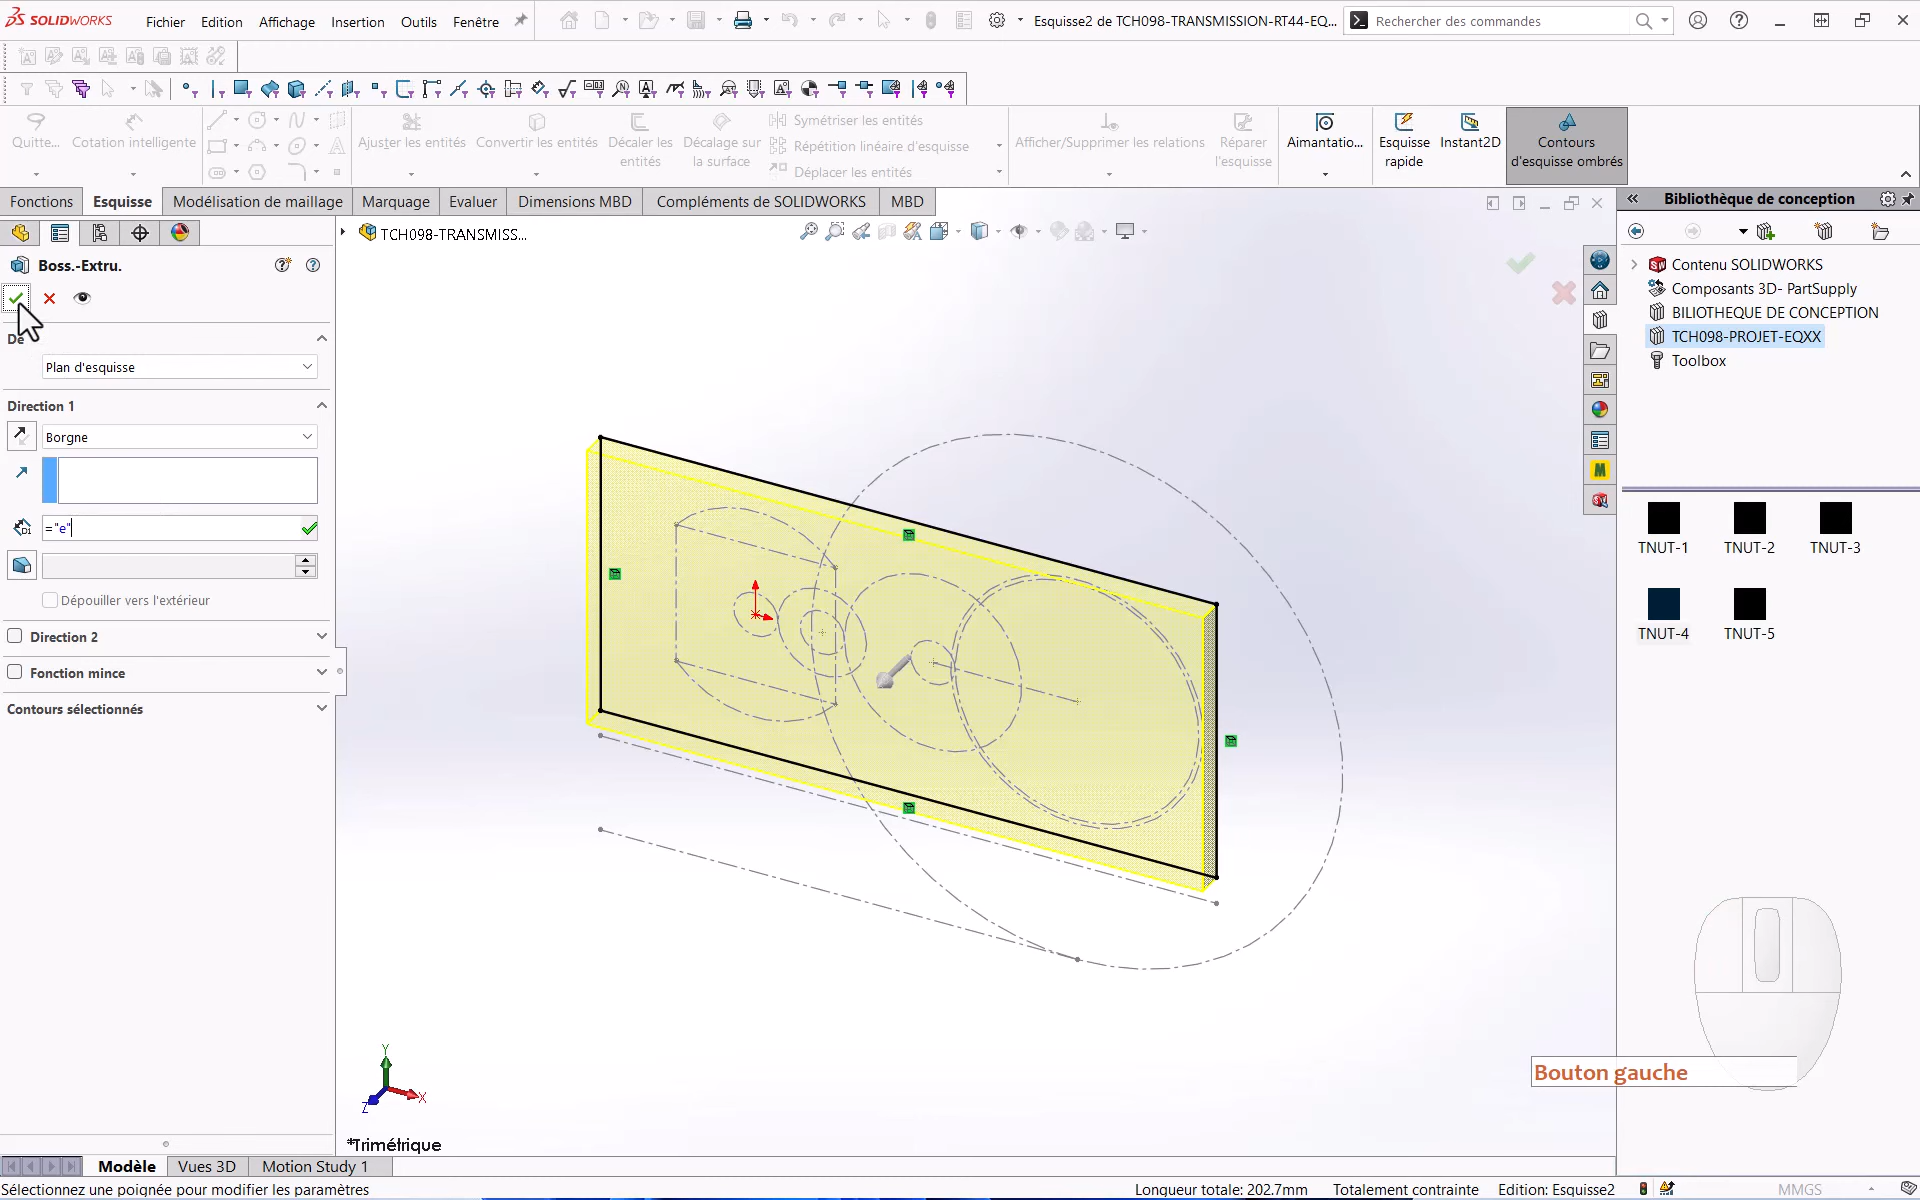 SOLIDWORKS
Fichier Edition Affichage Insertion Outils Fenêtre
Esquisse2 de TCH098-TRANSMISSION-RT44-EQ...
Rechercher des commandes
Quitte...
Cotation intelligente
Ajuster les entités
Convertir les entités
Décaler les entités
Décalage sur la surface
Symétriser les entités
Répétition linéaire d'esquisse
Déplacer les entités
Afficher/Supprimer les relations
Réparer l'esquisse
Aimantatio...
Esquisse rapide
Instant2D
Contours d'esquisse ombrés
Fonctions Esquisse Modélisation de maillage Marquage Evaluer Dimensions MBD Compléments de SOLIDWORKS MBD
TCH098-TRANSMISS...
Boss.-Extru.
De
Plan d'esquisse
Direction 1
Borgne
="e"
Dépouiller vers l'extérieur
Direction 2
Fonction mince
Contours sélectionnés
Bibliothèque de conception
Contenu SOLIDWORKS
Composants 3D- PartSupply
BILIOTHEQUE DE CONCEPTION
TCH098-PROJET-EQXX
Toolbox
TNUT-1 TNUT-2 TNUT-3
TNUT-4 TNUT-5
Bouton gauche
Y
X
Z
*Trimétrique
Modèle Vues 3D Motion Study 1
Sélectionnez une poignée pour modifier les paramètres
Longueur totale: 202.7mm Totalement contrainte Edition: Esquisse2 MMGS